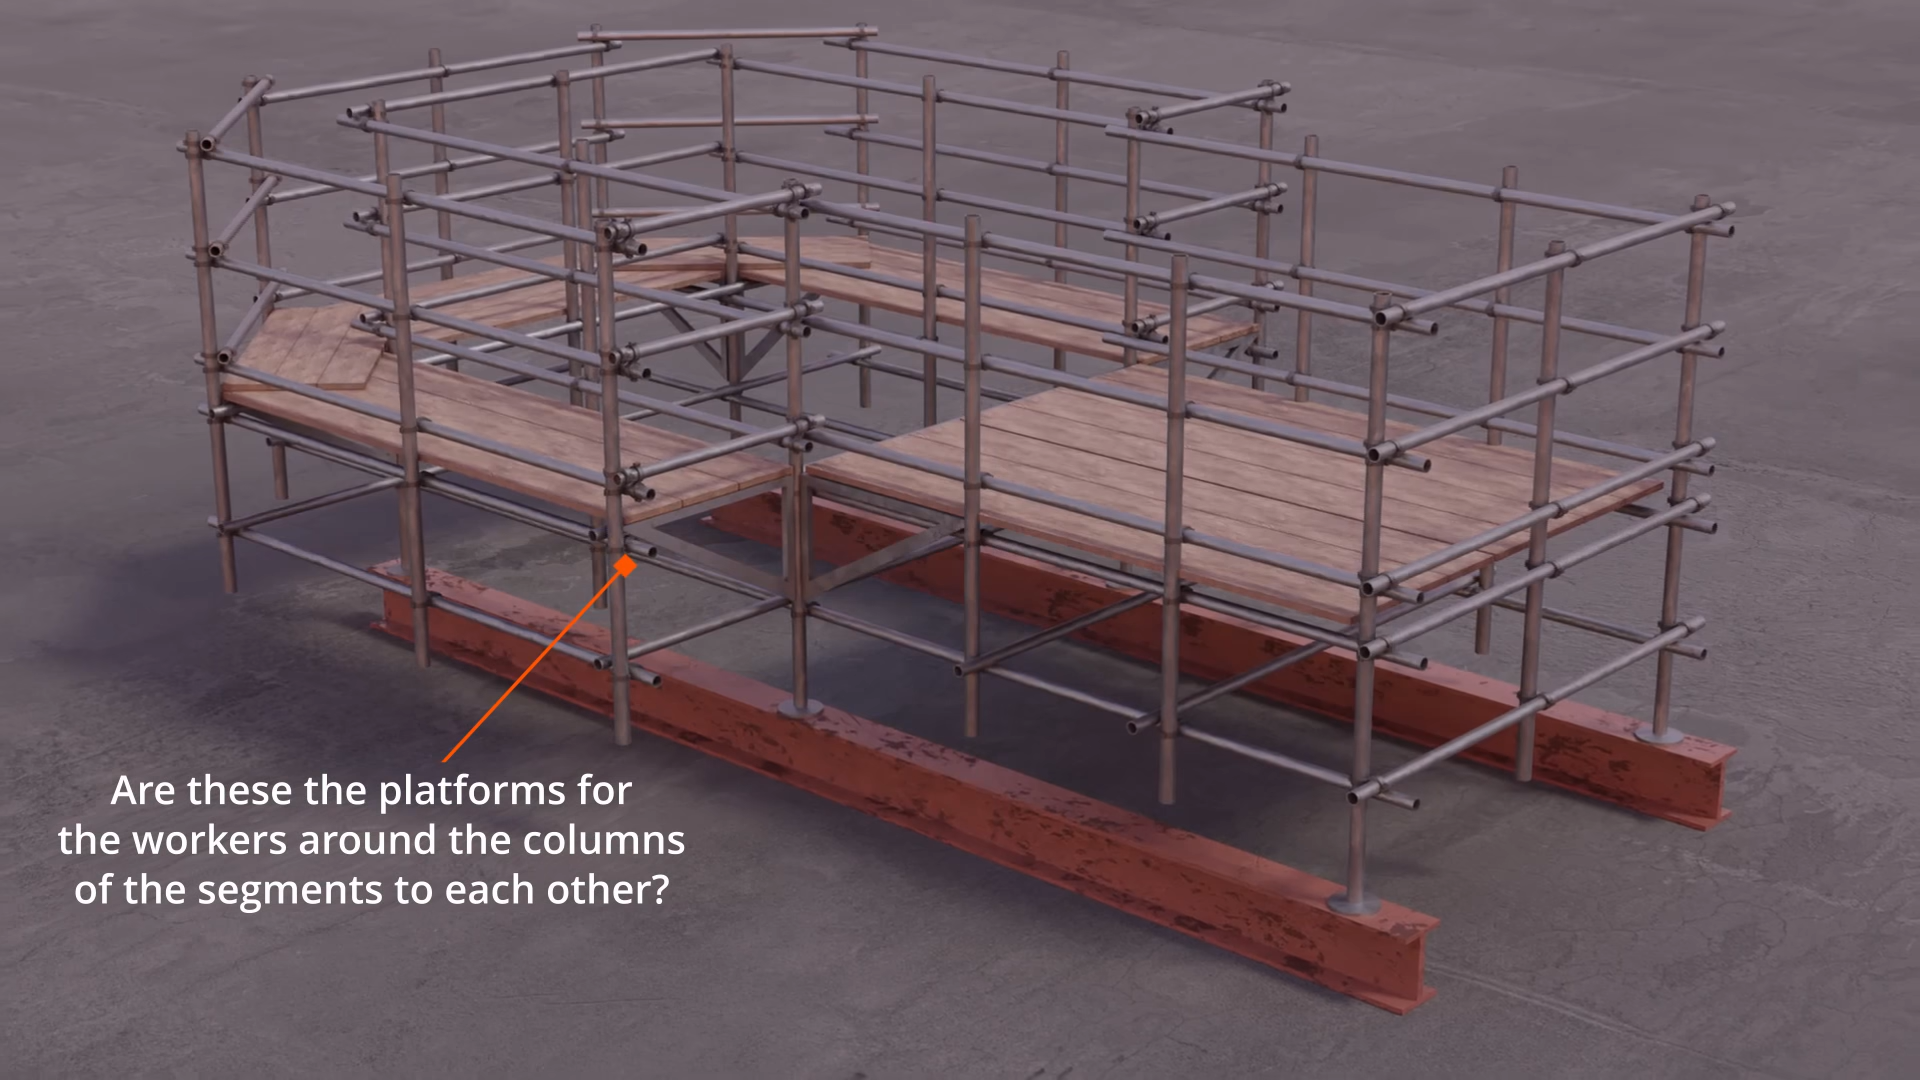 Are these the platforms for
the workers around the columns
of the segments to each other?